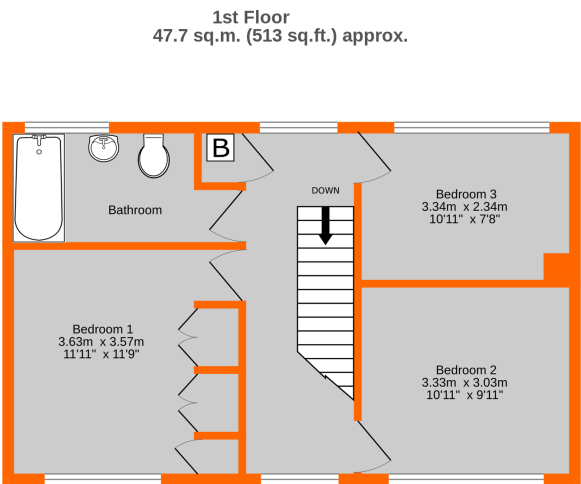 1st Floor
47.7 sq.m. (513 sq.ft.) approx.
B
DOWN
Bathroom
Bedroom 3
3.34m x 2.34m
10'11" x 7'8"
Bedroom 1
3.63m x 3.57m
11'11" x 11'9"
Bedroom 2
3.33m x 3.03m
10'11" x 9'11"